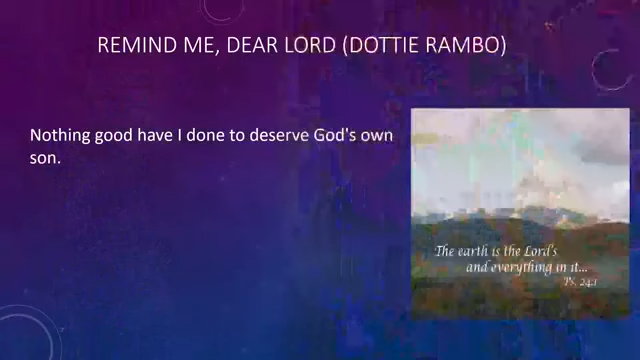 REMIND ME, DEAR LORD (DOTTIE RAMBO)
Nothing good have I done to deserve God's own
son.
The earth is the Lord's
and everything in it...
Ps. 24:1